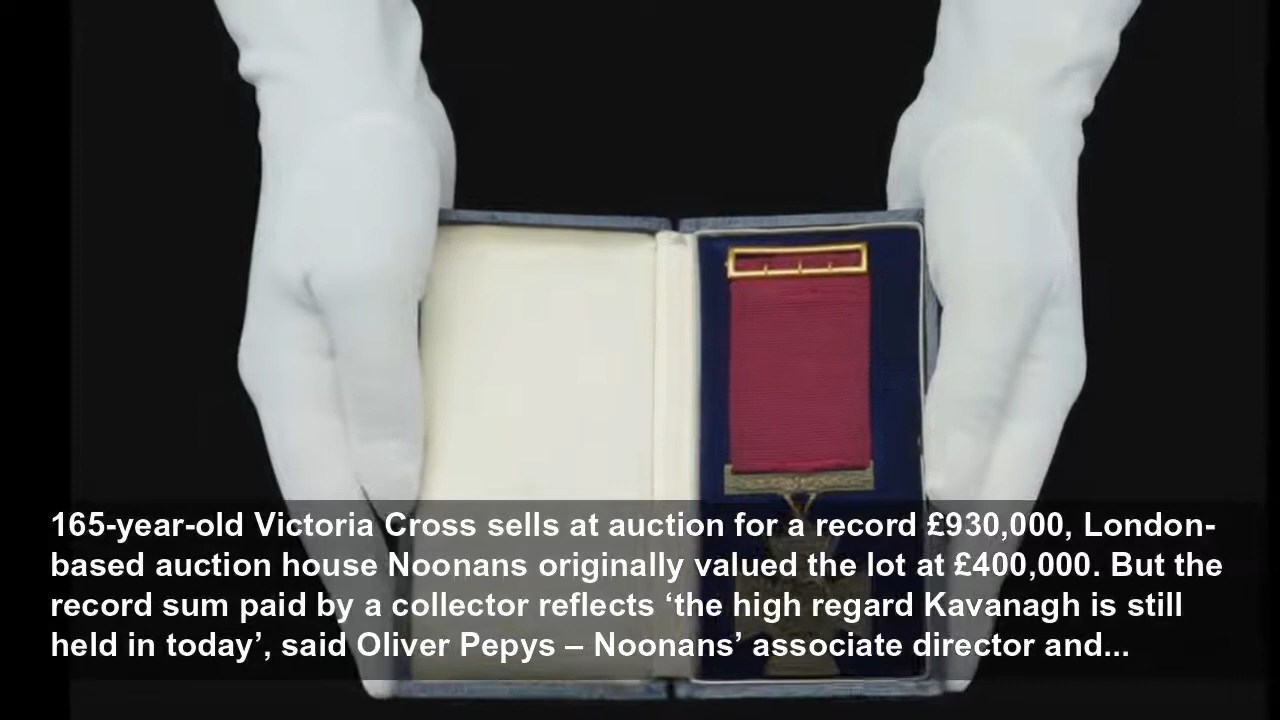 165-year-old Victoria Cross sells at auction for a record £930,000, London-
based auction house Noonans originally valued the lot at £400,000. But the
record sum paid by a collector reflects ‘the high regard Kavanagh is still
held in today’, said Oliver Pepys – Noonans’ associate director and...